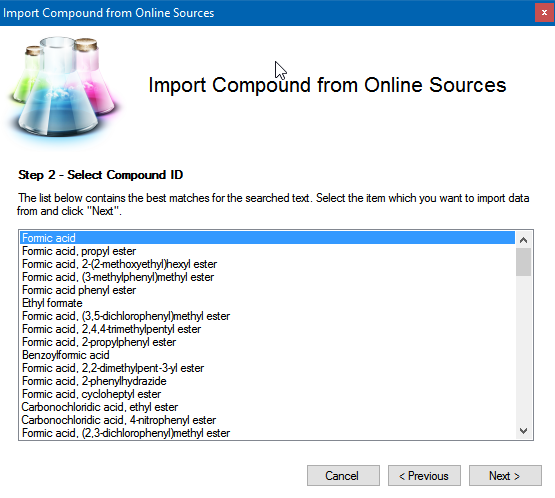 Import Compound from Online Sources
Import Compound from Online Sources
Step 2 - Select Compound ID
The list below contains the best matches for the searched text. Select the item which you want to import data
from and click "Next".
Formic acid
Formic acid, propyl ester
Formic acid, 2-(2-methoxyethyl)hexyl ester
Formic acid, (3-methylphenyl)methyl ester
Formic acid phenyl ester
Ethyl formate
Formic acid, (3,5-dichlorophenyl)methyl ester
Formic acid, 2,4,4-trimethylpentyl ester
Formic acid, 2-propylphenyl ester
Benzoylformic acid
Formic acid, 2,2-dimethylpent-3-yl ester
Formic acid, 2-phenylhydrazide
Formic acid, cycloheptyl ester
Carbonochloridic acid, ethyl ester
Carbonochloridic acid, 4-nitrophenyl ester
Formic acid, (2,3-dichlorophenyl)methyl ester
Cancel < Previous Next >